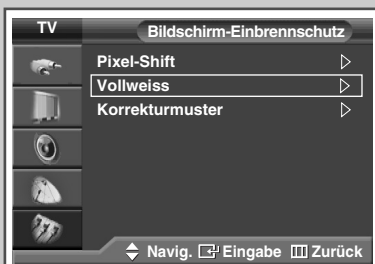 TV
Bildschirm-Einbrennschutz
Pixel-Shift
Vollweiss
Korrekturmuster
Navig. Eingabe Zurück